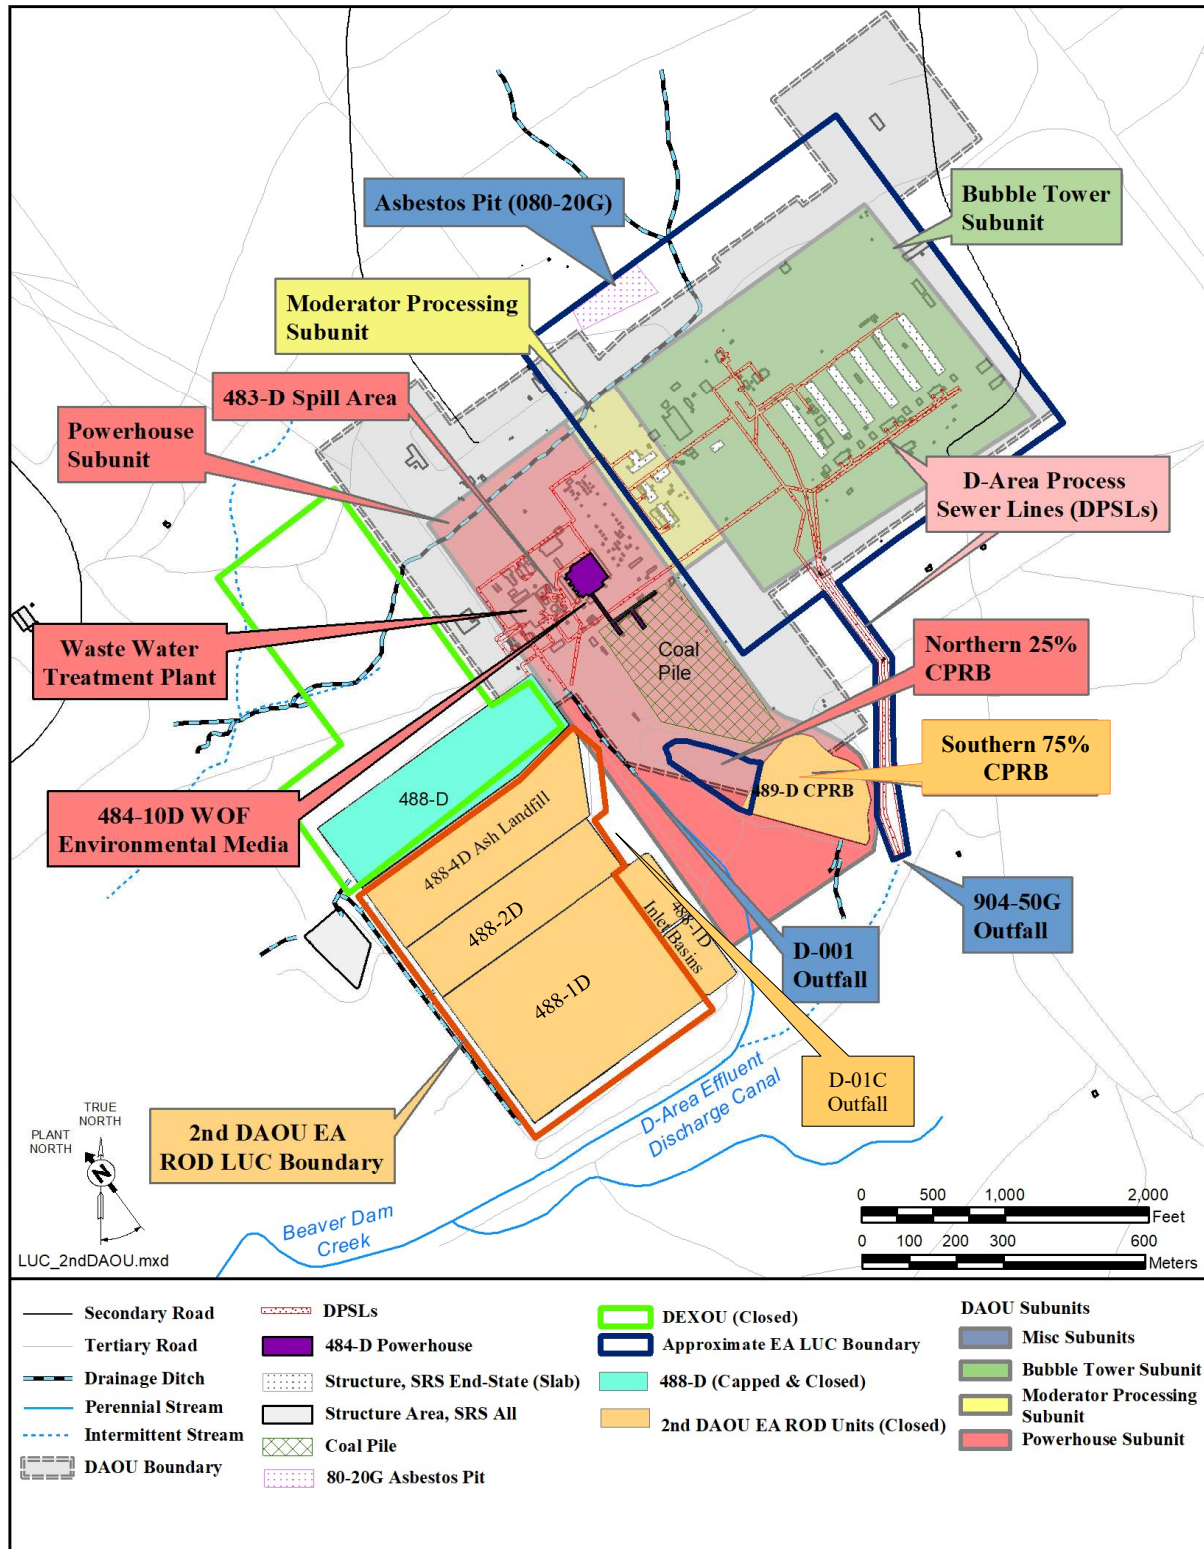 Asbestos Pit (080-20G)
Bubble Tower
Subunit
Moderator Processing
Subunit
483-D Spill Area
Powerhouse
Subunit
D-Area Process
Sewer Lines (DPSLs)
Waste Water
Treatment Plant
Coal
Pile
Northern 25%
CPRB
Southern 75%
CPRB
489-D CPRB
484-10D WOF
Environmental Media
488-D
488-4D Ash Landfill
488-2D
488-1D
488-1D
Inlet Basins
904-50G
Outfall
D-001
Outfall
D-01C
Outfall
2nd DAOU EA
ROD LUC Boundary
D-Area Effluent
Discharge Canal
Beaver Dam
Creek
TRUE
NORTH
PLANT
NORTH
N
LUC_2ndDAOU.mxd
0 500 1,000 2,000
Feet
0 100 200 300 600
Meters
Secondary Road
Tertiary Road
Drainage Ditch
Perennial Stream
Intermittent Stream
DAOU Boundary
DPSLs
484-D Powerhouse
Structure, SRS End-State (Slab)
Structure Area, SRS All
Coal Pile
80-20G Asbestos Pit
DEXOU (Closed)
Approximate EA LUC Boundary
488-D (Capped & Closed)
2nd DAOU EA ROD Units (Closed)
DAOU Subunits
Misc Subunits
Bubble Tower Subunit
Moderator Processing
Subunit
Powerhouse Subunit